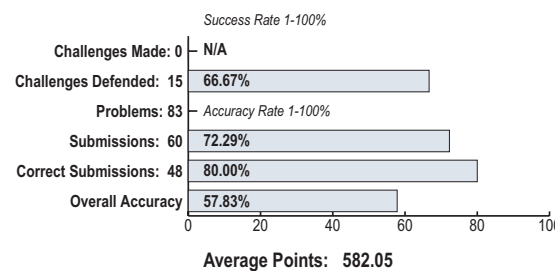 Success Rate 1-100%
Challenges Made: 0 N/A
Challenges Defended: 15 66.67%
Problems: 83 Accuracy Rate 1-100%
Submissions: 60 72.29%
Correct Submissions: 48 80.00%
Overall Accuracy 57.83%
0 20 40 60 80 100
Average Points: 582.05